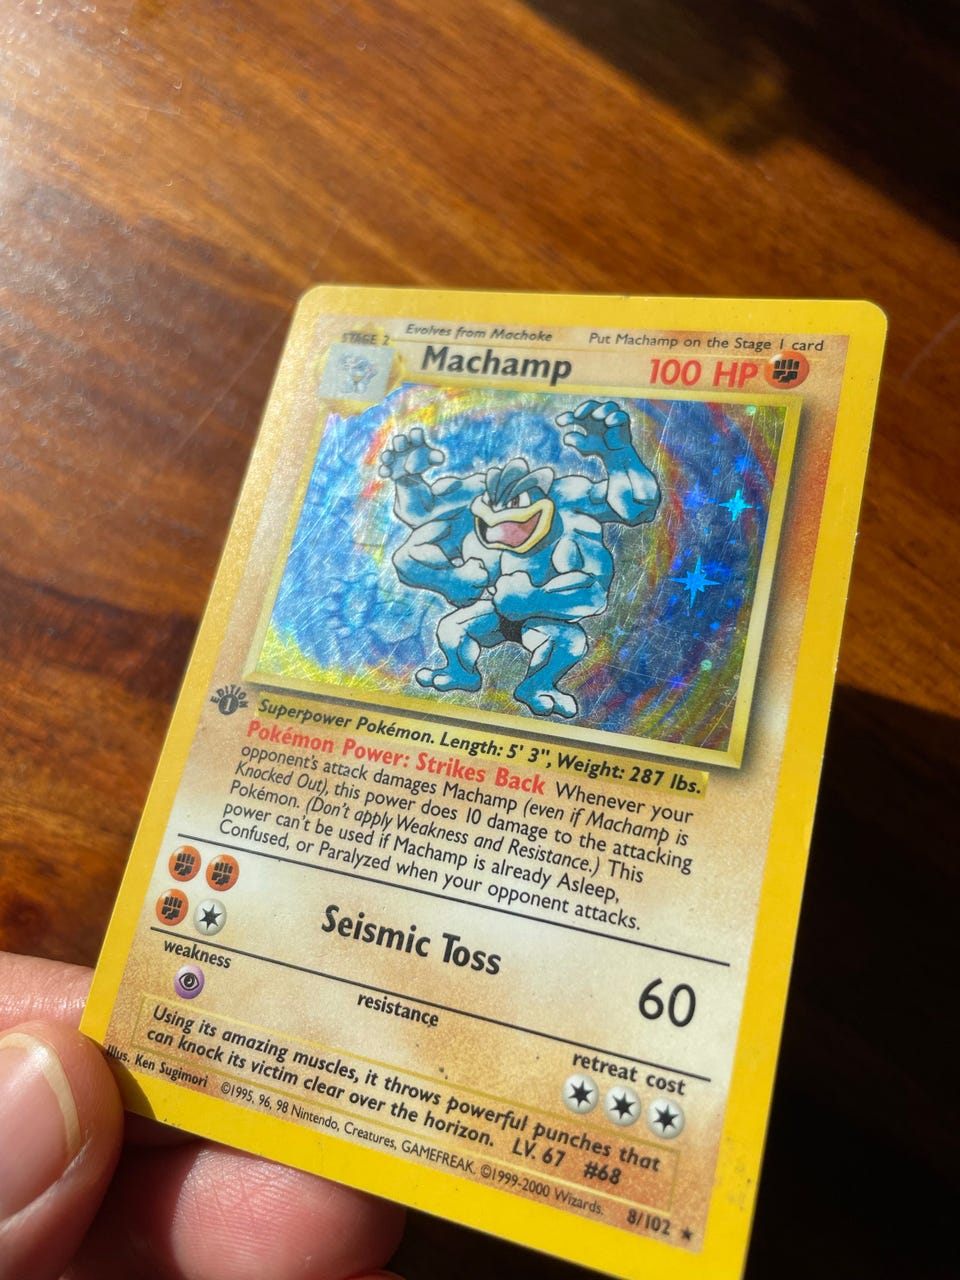 Evolves from Machoke
Put Machamp on the Stage 1 card
STAGE 2
Machamp
100 HP
EDITION
1
Superpower Pokémon. Length: 5' 3", Weight: 287 lbs.
Pokémon Power: Strikes Back Whenever your
opponent's attack damages Machamp (even if Machamp is
Knocked Out), this power does 10 damage to the attacking
Pokémon. (Don't apply Weakness and Resistance.) This
power can't be used if Machamp is already Asleep,
Confused, or Paralyzed when your opponent attacks.
Seismic Toss
60
weakness
resistance
retreat cost
Using its amazing muscles, it throws powerful punches that
can knock its victim clear over the horizon. LV. 67 #68
Illus. Ken Sugimori ©1995, 96, 98 Nintendo, Creatures, GAMEFREAK. ©1999-2000 Wizards. 8/102 ★